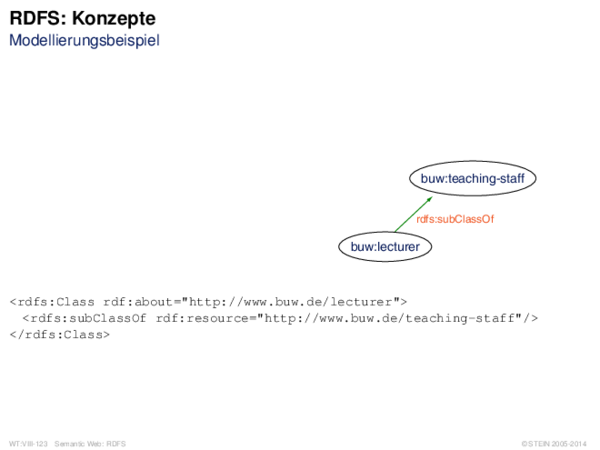 RDFS: Konzepte
Modellierungsbeispiel
buw:teaching-staff
rdfs:subClassOf
buw:lecturer
<rdfs:Class rdf:about="http://www.buw.de/lecturer">
<rdfs:subClassOf rdf:resource="http://www.buw.de/teaching-staff"/>
</rdfs:Class>
WT:VIII-123 Semantic Web: RDFS © STEIN 2005-2014